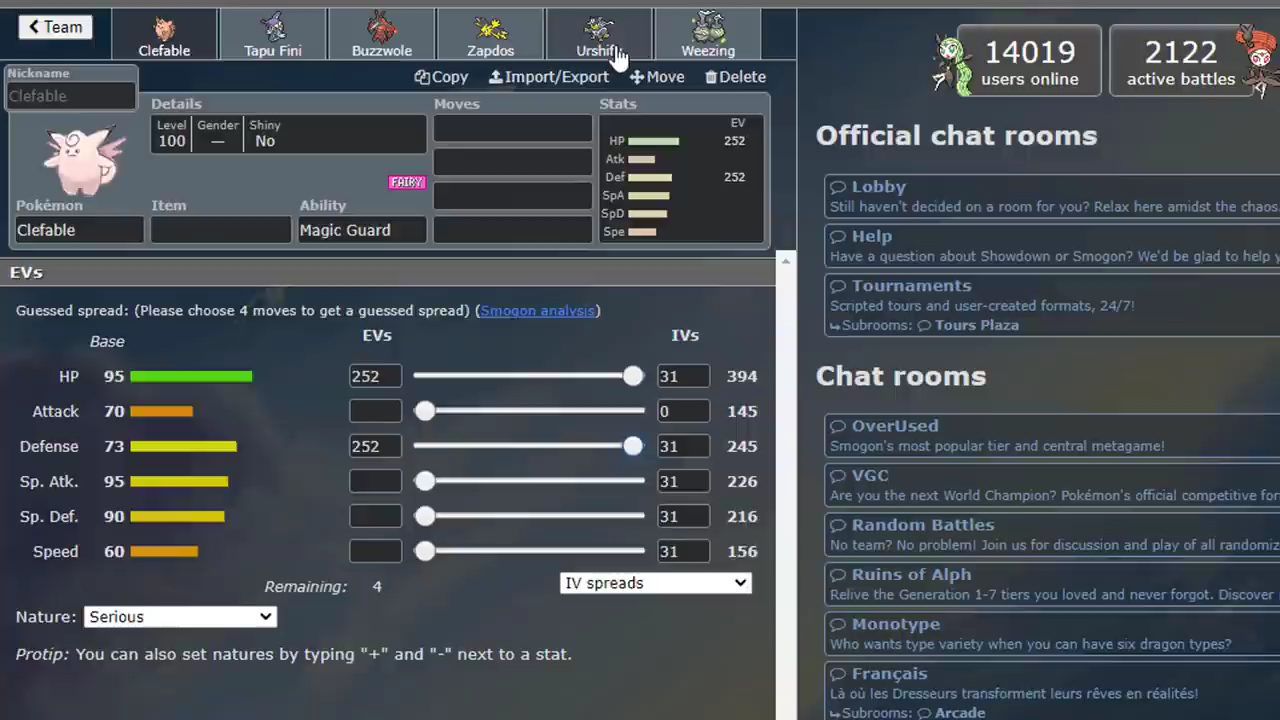 Team
Clefable
Tapu Fini
Buzzwole
Zapdos
Urshifu
Weezing
Copy
Import/Export
Move
Delete
Nickname
Clefable
Details
Level
100
Gender
—
Shiny
No
FAIRY
Pokémon
Clefable
Item
Ability
Magic Guard
Moves
Stats
EV
HP 252
Atk
Def 252
SpA
SpD
Spe
EVs
Guessed spread: (Please choose 4 moves to get a guessed spread) (Smogon analysis)
Base EVs IVs
HP 95 252 31 394
Attack 70 0 145
Defense 73 252 31 245
Sp. Atk. 95 31 226
Sp. Def. 90 31 216
Speed 60 31 156
Remaining: 4
IV spreads
Nature: Serious
Protip: You can also set natures by typing "+" and "-" next to a stat.
14019
users online
2122
active battles
Official chat rooms
Lobby
Still haven't decided on a room for you? Relax here amidst the chaos
Help
Have a question about Showdown or Smogon? We'd be glad to help y
Tournaments
Scripted tours and user-created formats, 24/7!
↳Subrooms: Tours Plaza
Chat rooms
OverUsed
Smogon's most popular tier and central metagame!
VGC
Are you the next World Champion? Pokémon's official competitive for
Random Battles
No team? No problem! Join us for discussion and play of all randomiz
Ruins of Alph
Relive the Generation 1-7 tiers you loved and never forgot. Discover
Monotype
Who wants type variety when you can have six dragon types?
Français
Là où les Dresseurs transforment leurs rêves en réalités!
↳Subrooms: Arcade